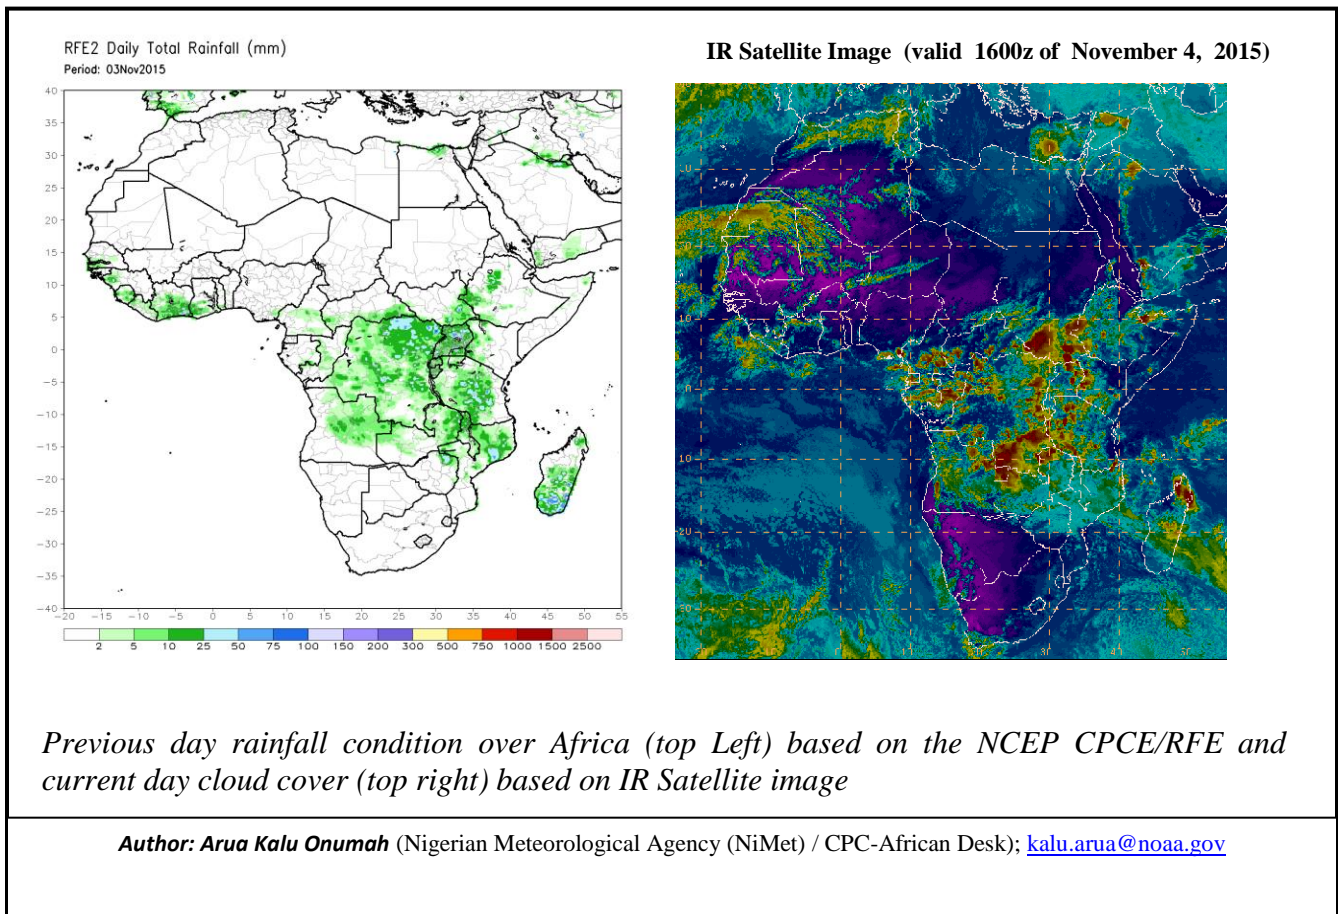 RFE2 Daily Total Rainfall (mm)
Period: 03Nov2015
40
35
30
25
20
15
10
5
0
−5
−10
−15
−20
−25
−30
−35
−40
−20 −15 −10 −5 0 5 10 15 20 25 30 35 40 45 50 55
2 5 10 25 50 75 100 150 200 300 500 750 1000 1500 2500
IR Satellite Image (valid 1600z of November 4, 2015)
Previous day rainfall condition over Africa (top Left) based on the NCEP CPCE/RFE and
current day cloud cover (top right) based on IR Satellite image
Author: Arua Kalu Onumah (Nigerian Meteorological Agency (NiMet) / CPC-African Desk); kalu.arua@noaa.gov